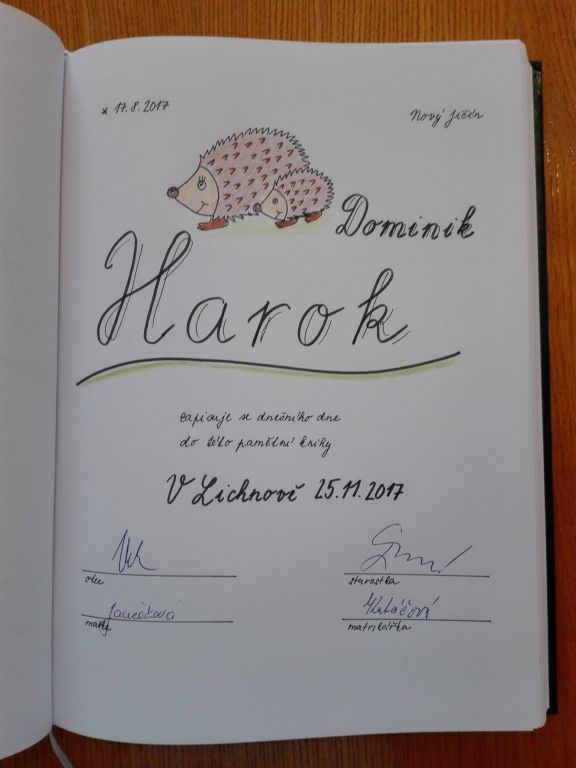 * 17.8.2017
Nový Jičín
Dominik
Harok
zapisuje se dnešního dne
do této pamětní knihy
V Lichnově 25.11.2017
otec
starostka
matka
matrikářka